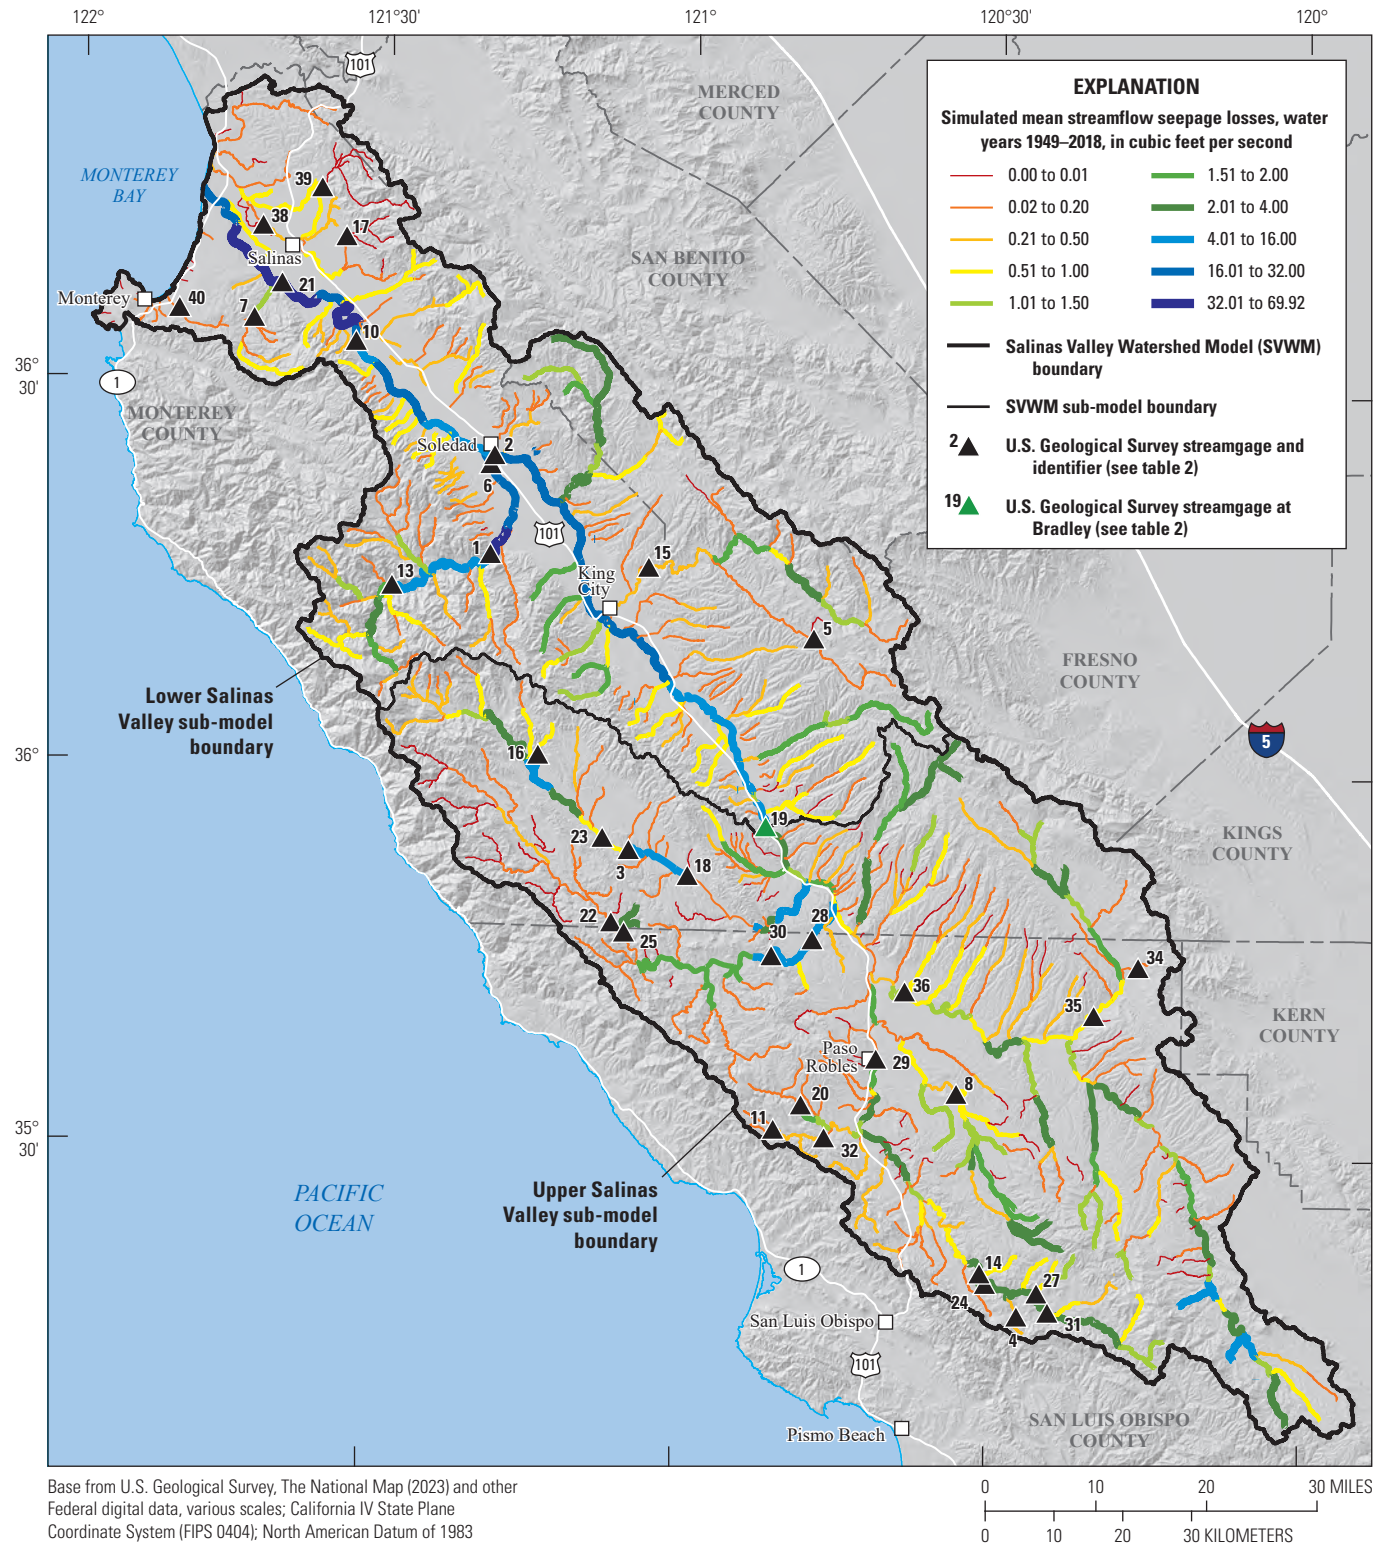 122°
121°30'
121°
120°30'
120°
101
MERCED
COUNTY
MONTEREY
BAY
39
38
17
SAN BENITO
COUNTY
Salinas
21
Monterey
40
7
10
36°
30'
1
MONTEREY
COUNTY
Soledad
2
6
101
1
15
13
King
City
5
FRESNO
COUNTY
Lower Salinas
Valley sub-model
boundary
5
16
36°
19
23
3
18
KINGS
COUNTY
22
25
28
30
34
36
35
KERN
COUNTY
Paso
Robles
29
8
20
11
32
35°
30'
PACIFIC
OCEAN
Upper Salinas
Valley sub-model
boundary
1
14
27
24
4
31
San Luis Obispo
101
SAN LUIS OBISPO
COUNTY
Pismo Beach
EXPLANATION
Simulated mean streamflow seepage losses, water
years 1949–2018, in cubic feet per second
0.00 to 0.01
0.02 to 0.20
0.21 to 0.50
0.51 to 1.00
1.01 to 1.50
1.51 to 2.00
2.01 to 4.00
4.01 to 16.00
16.01 to 32.00
32.01 to 69.92
Salinas Valley Watershed Model (SVWM)
boundary
SVWM sub-model boundary
2
U.S. Geological Survey streamgage and
identifier (see table 2)
19
U.S. Geological Survey streamgage at
Bradley (see table 2)
Base from U.S. Geological Survey, The National Map (2023) and other
Federal digital data, various scales; California IV State Plane
Coordinate System (FIPS 0404); North American Datum of 1983
0 10 20 30 MILES
0 10 20 30 KILOMETERS